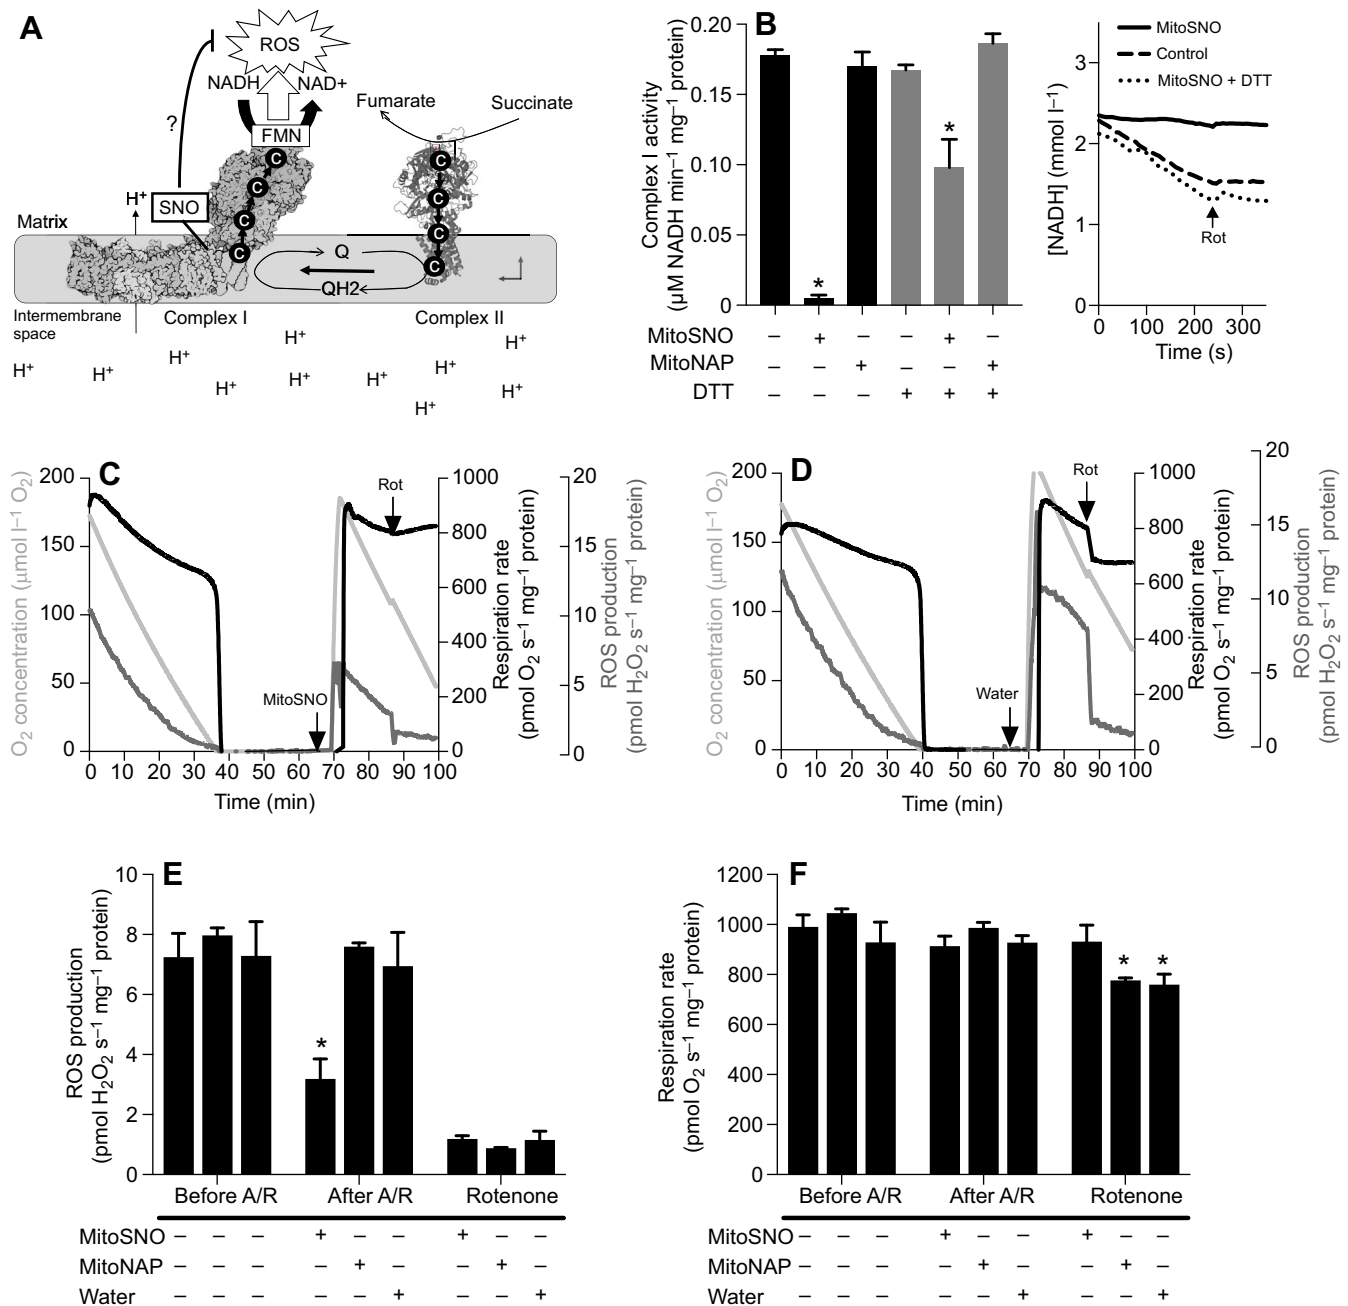 A
ROS
NADH
NAD+
FMN
?
Fumarate
Succinate
H+
SNO
C
C
C
C
C
C
C
C
Matrix
Q
QH2
Intermembrane
space
Complex I
Complex II
H+
H+
H+
H+
H+
H+
H+
H+
H+
H+
H+
B
Complex I activity
(µM NADH min–1 mg–1 protein)
0.20
0.15
0.10
0.05
0
*
*
MitoSNO – + – – + –
MitoNAP – – + – – +
DTT – – – + + +
MitoSNO
Control
MitoSNO + DTT
[NADH] (mmol l–1)
3
2
1
0
Rot
0 100 200 300
Time (s)
C
O2 concentration (µmol l–1 O2)
200
150
100
50
0
MitoSNO
Rot
1000
800
600
400
200
0
Respiration rate
(pmol O2 s–1 mg–1 protein)
20
15
10
5
0
ROS production
(pmol H2O2 s–1 mg–1 protein)
0 10 20 30 40 50 60 70 80 90 100
Time (min)
D
O2 concentration (µmol l–1 O2)
200
150
100
50
0
Water
Rot
1000
800
600
400
200
0
Respiration rate
(pmol O2 s–1 mg–1 protein)
20
15
10
5
0
ROS production
(pmol H2O2 s–1 mg–1 protein)
0 10 20 30 40 50 60 70 80 90 100
Time (min)
E
ROS production
(pmol H2O2 s–1 mg–1 protein)
10
8
6
4
2
0
*
Before A/R After A/R Rotenone
MitoSNO – – – + – – + – –
MitoNAP – – – – + – – + –
Water – – – – – + – – +
F
Respiration rate
(pmol O2 s–1 mg–1 protein)
1200
1000
800
600
400
200
0
* *
Before A/R After A/R Rotenone
MitoSNO – – – + – – + – –
MitoNAP – – – – + – – + –
Water – – – – – + – – +